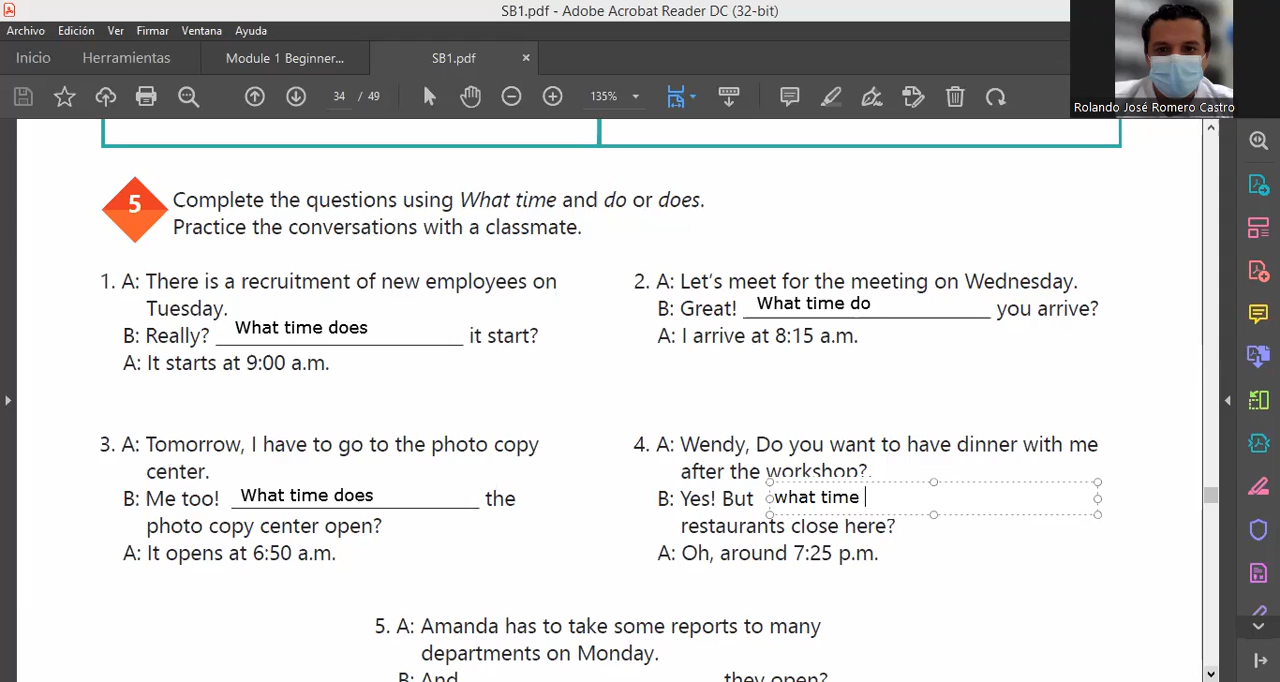 SB1.pdf - Adobe Acrobat Reader DC (32-bit)
Archivo Edición Ver Firmar Ventana Ayuda
Inicio Herramientas Module 1 Beginner... SB1.pdf ×
34 / 49 135%
Rolando José Romero Castro
5 Complete the questions using What time and do or does.
Practice the conversations with a classmate.
1. A: There is a recruitment of new employees on
Tuesday.
B: Really? What time does it start?
A: It starts at 9:00 a.m.
2. A: Let's meet for the meeting on Wednesday.
B: Great! What time do you arrive?
A: I arrive at 8:15 a.m.
3. A: Tomorrow, I have to go to the photo copy
center.
B: Me too! What time does the
photo copy center open?
A: It opens at 6:50 a.m.
4. A: Wendy, Do you want to have dinner with me
after the workshop?.
B: Yes! But what time
restaurants close here?
A: Oh, around 7:25 p.m.
5. A: Amanda has to take some reports to many
departments on Monday.
B: And they open?